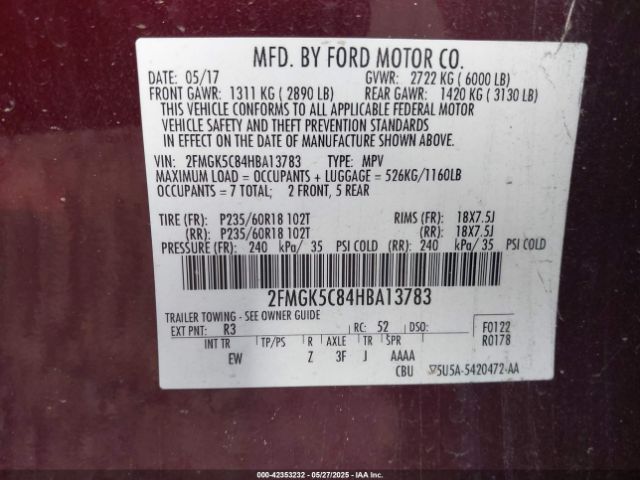 MFD. BY FORD MOTOR CO.
DATE: 05/17 GVWR: 2722 KG ( 6000 LB)
FRONT GAWR: 1311 KG ( 2890 LB) REAR GAWR: 1420 KG ( 3130 LB)
THIS VEHICLE CONFORMS TO ALL APPLICABLE FEDERAL MOTOR
VEHICLE SAFETY AND THEFT PREVENTION STANDARDS
IN EFFECT ON THE DATE OF MANUFACTURE SHOWN ABOVE.
VIN: 2FMGK5C84HBA13783 TYPE: MPV
MAXIMUM LOAD = OCCUPANTS + LUGGAGE = 526KG/1160LB
OCCUPANTS = 7 TOTAL; 2 FRONT, 5 REAR
TIRE (FR): P235/60R18 102T RIMS (FR): 18X7.5J
(RR): P235/60R18 102T (RR): 18X7.5J
PRESSURE (FR): 240 kPa/ 35 PSI COLD (RR): 240 kPa/ 35 PSI COLD
2FMGK5C84HBA13783
TRAILER TOWING - SEE OWNER GUIDE
EXT PNT: R3 RC: 52 DSO: F0122
INT TR TP/PS R AXLE TR SPR R0178
EW Z 3F J AAAA
CBU 75U5A-5420472-AA
000-42353232 - 05/27/2025 - IAA Inc.